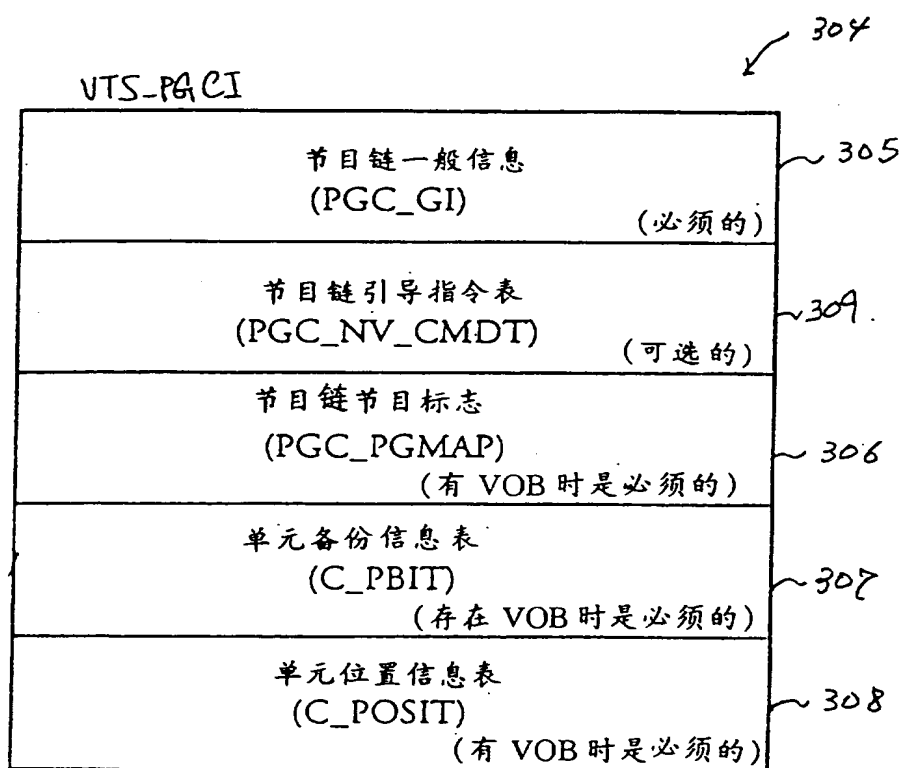 304
VTS_PGCI
节目链一般信息
(PGC_GI)
(必须的)
305
节目链引导指令表
(PGC_NV_CMDT)
(可选的)
309.
节目链节目标志
(PGC_PGMAP)
(有 VOB 时是必须的)
306
单元备份信息表
(C_PBIT)
(存在 VOB 时是必须的)
307
单元位置信息表
(C_POSIT)
(有 VOB 时是必须的)
308